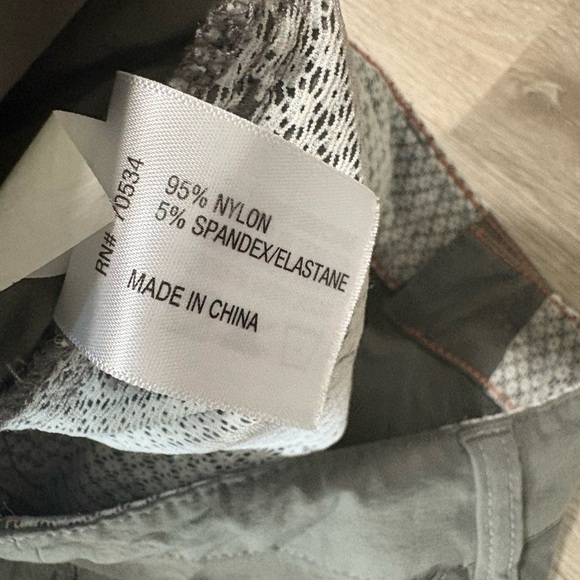 95% NYLON
5% SPANDEX/ELASTANE
MADE IN CHINA
RN# 70534